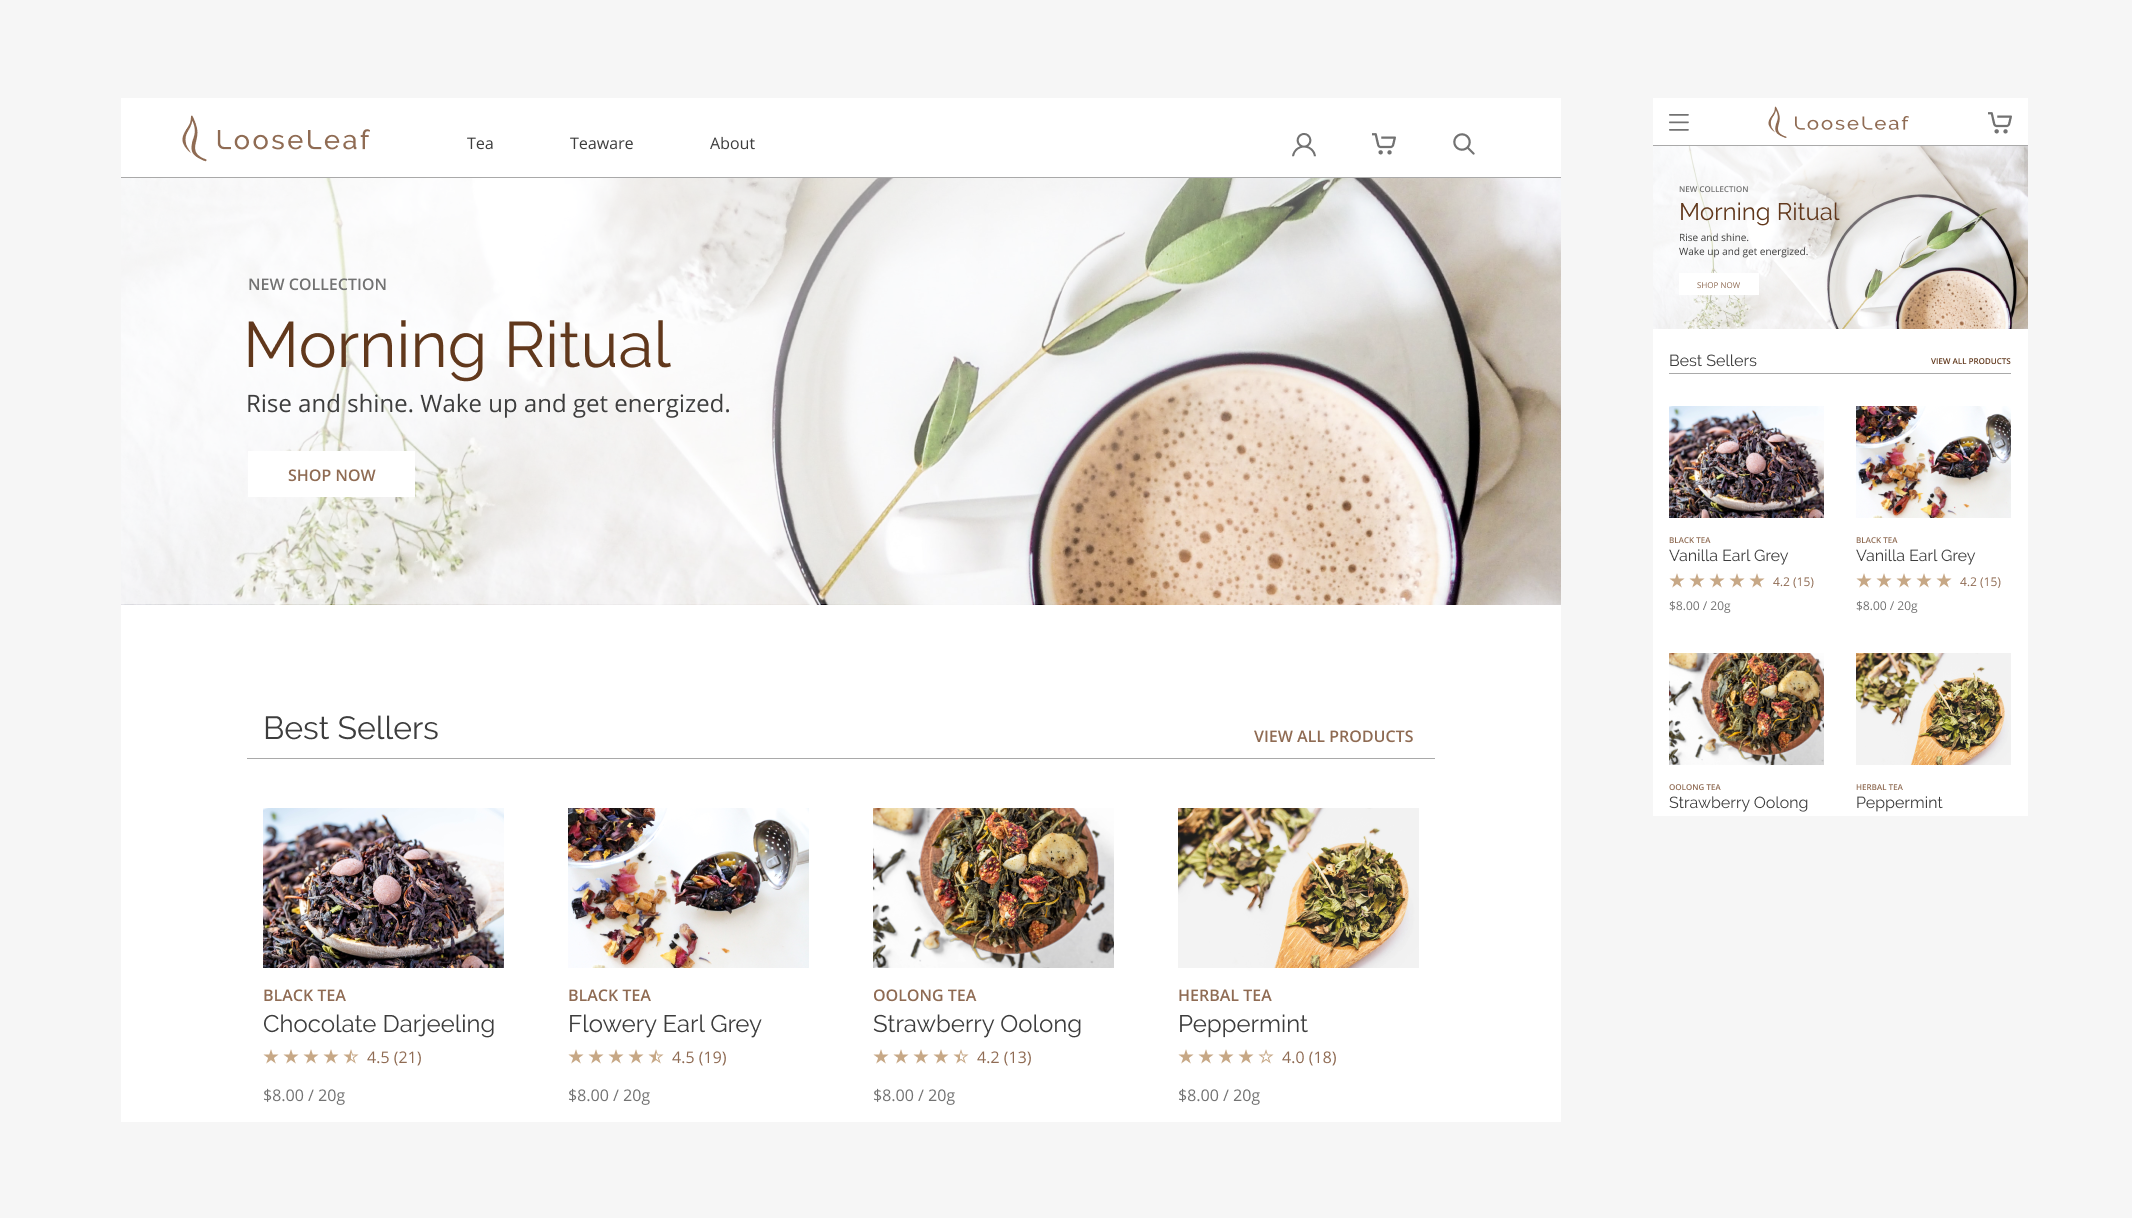 LooseLeaf
Tea
Teaware
About
NEW COLLECTION
Morning Ritual
Rise and shine. Wake up and get energized.
SHOP NOW
Best Sellers
VIEW ALL PRODUCTS
BLACK TEA
Chocolate Darjeeling
4.5 (21)
$8.00 / 20g
BLACK TEA
Flowery Earl Grey
4.5 (19)
$8.00 / 20g
OOLONG TEA
Strawberry Oolong
4.2 (13)
$8.00 / 20g
HERBAL TEA
Peppermint
4.0 (18)
$8.00 / 20g
LooseLeaf
NEW COLLECTION
Morning Ritual
Rise and shine.
Wake up and get energized.
SHOP NOW
Best Sellers
VIEW ALL PRODUCTS
BLACK TEA
Vanilla Earl Grey
4.2 (15)
$8.00 / 20g
BLACK TEA
Vanilla Earl Grey
4.2 (15)
$8.00 / 20g
OOLONG TEA
Strawberry Oolong
HERBAL TEA
Peppermint